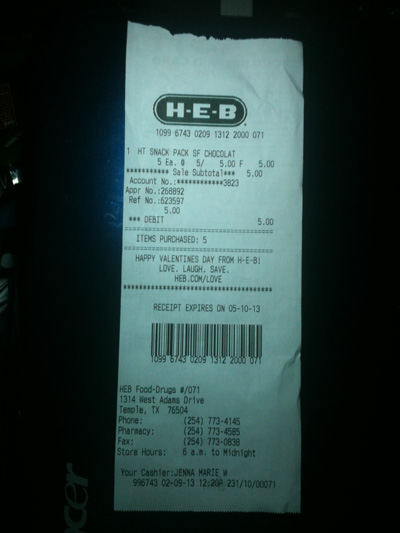 H-E-B
1099 6743 0209 1312 2000 071
1 HT SNACK PACK SF CHOCOLAT
5 Ea. @ 5/ 5.00 F 5.00
*********** Sale Subtotal*** 5.00
Account No.:************3823
Appr No.:268892
Ref No.:623597
5.00
*** DEBIT 5.00
ITEMS PURCHASED: 5
HAPPY VALENTINES DAY FROM H-E-B!
LOVE. LAUGH. SAVE.
HEB.COM/LOVE
RECEIPT EXPIRES ON 05-10-13
1099 6743 0209 1312 2000 071
HEB Food-Drugs #/071
1314 West Adams Drive
Temple, TX 76504
Phone: (254) 773-4145
Pharmacy: (254) 773-4585
Fax: (254) 773-0838
Store Hours: 6 a.m. to Midnight
Your Cashier:JENNA MARIE W
996743 02-09-13 12:20P 231/10/00071
cer